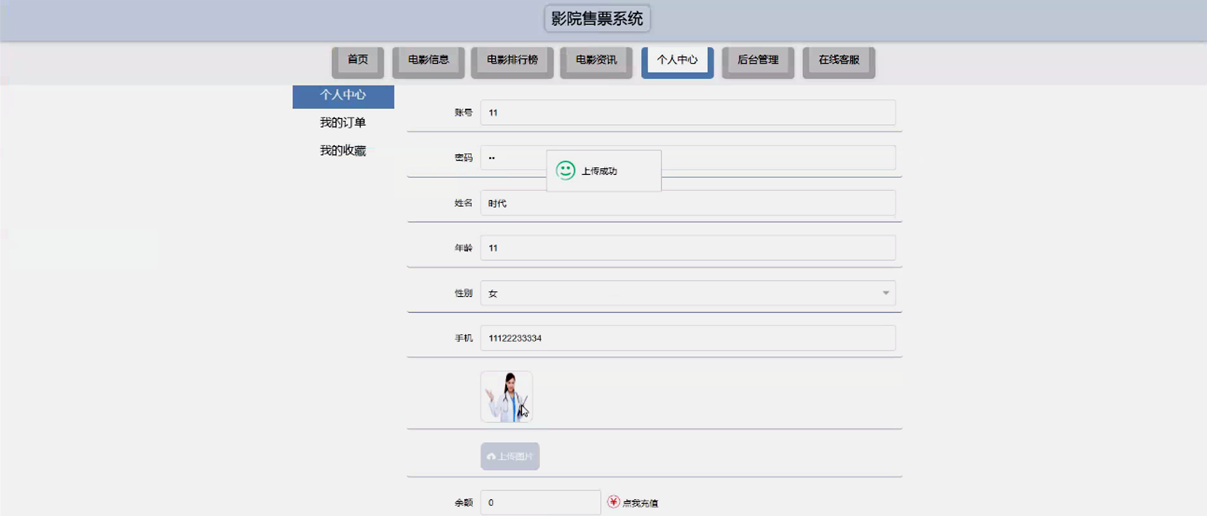 影院售票系统
首页 电影信息 电影排行榜 电影资讯 个人中心 后台管理 在线客服
个人中心
我的订单
我的收藏
账号 11
密码 ••
上传成功
姓名 时代
年龄 11
性别 女
手机 11122233334
上传图片
余额 0 点我充值